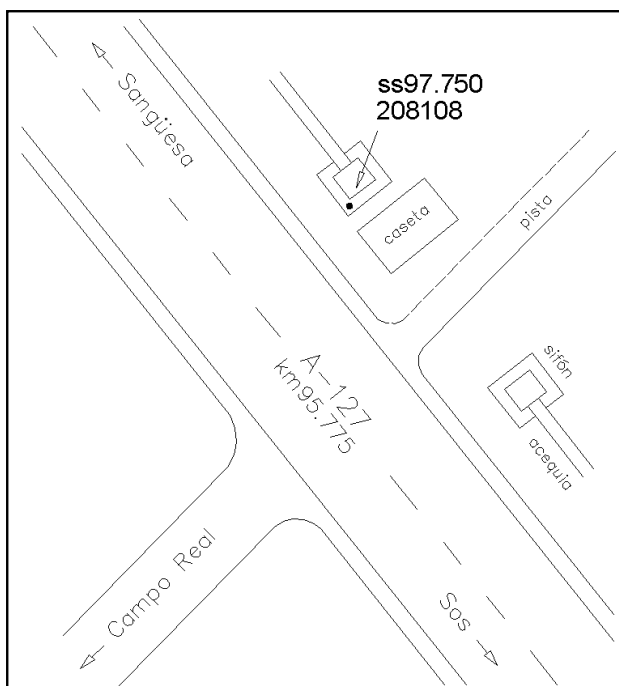 Sangüesa
ss97.750
208108
caseta
pista
A-127
km95.775
sifón
acequia
Campo Real
Sos